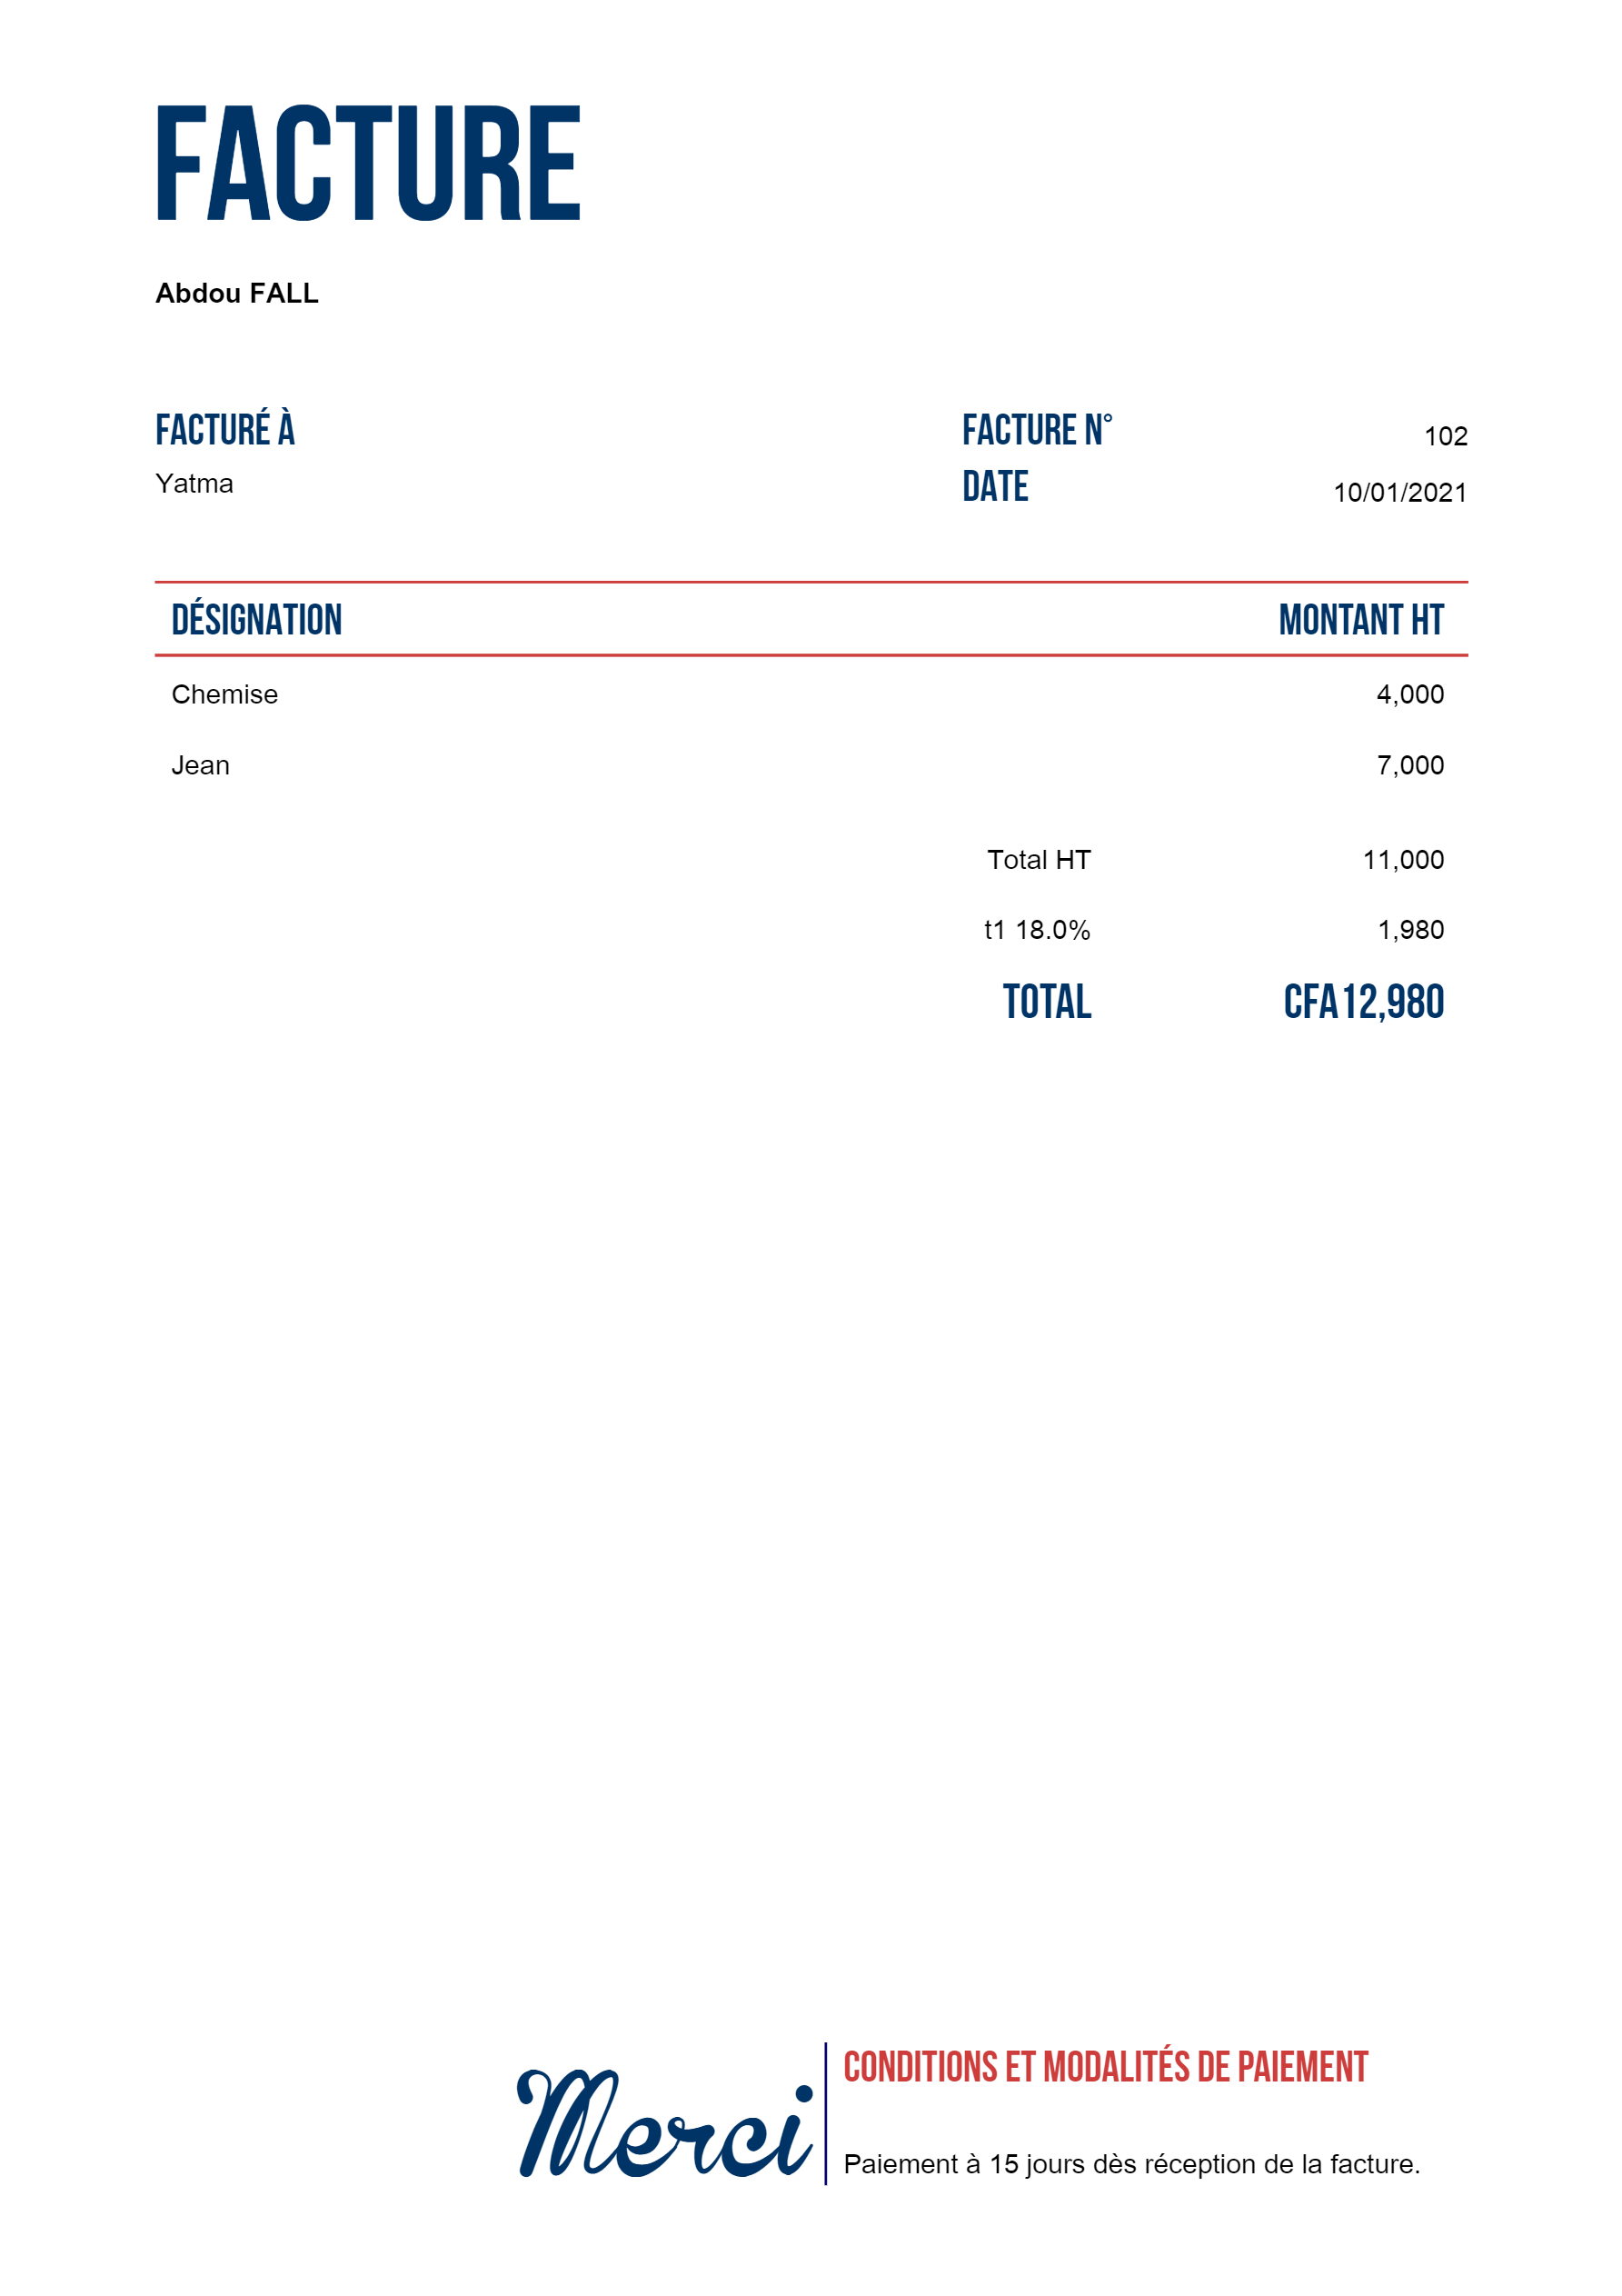 FACTURE
Abdou FALL
FACTURÉ À
Yatma
FACTURE N° 102
DATE 10/01/2021
DÉSIGNATION MONTANT HT
Chemise 4,000
Jean 7,000
Total HT 11,000
t1 18.0% 1,980
TOTAL CFA12,980
Merci
CONDITIONS ET MODALITÉS DE PAIEMENT
Paiement à 15 jours dès réception de la facture.